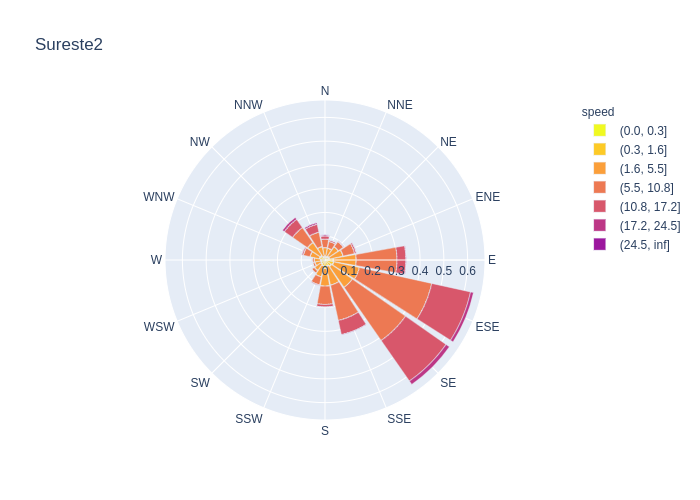 Sureste2
N
NNE
NE
ENE
E
ESE
SE
SSE
S
SSW
SW
WSW
W
WNW
NW
NNW
0 0.1 0.2 0.3 0.4 0.5 0.6
speed
(0.0, 0.3]
(0.3, 1.6]
(1.6, 5.5]
(5.5, 10.8]
(10.8, 17.2]
(17.2, 24.5]
(24.5, inf]